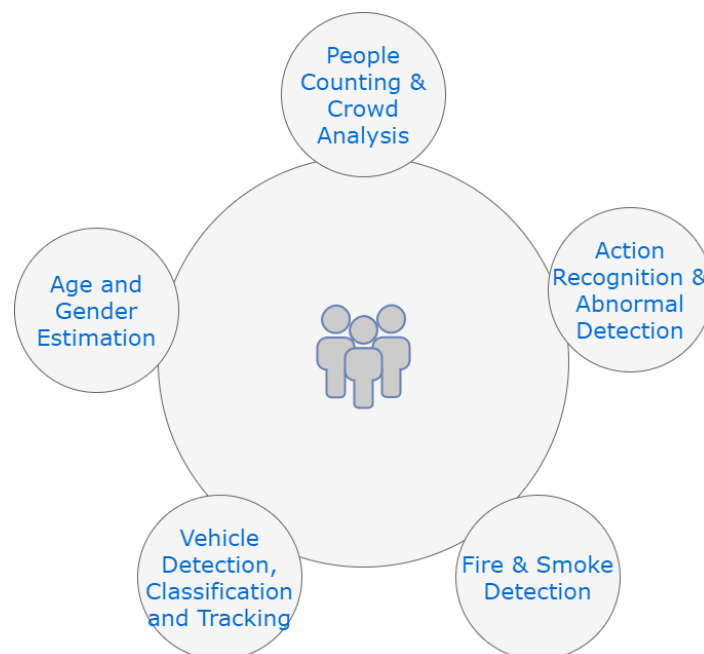 People
Counting &
Crowd
Analysis
Action
Recognition &
Abnormal
Detection
Age and
Gender
Estimation
Vehicle
Detection,
Classification
and Tracking
Fire & Smoke
Detection